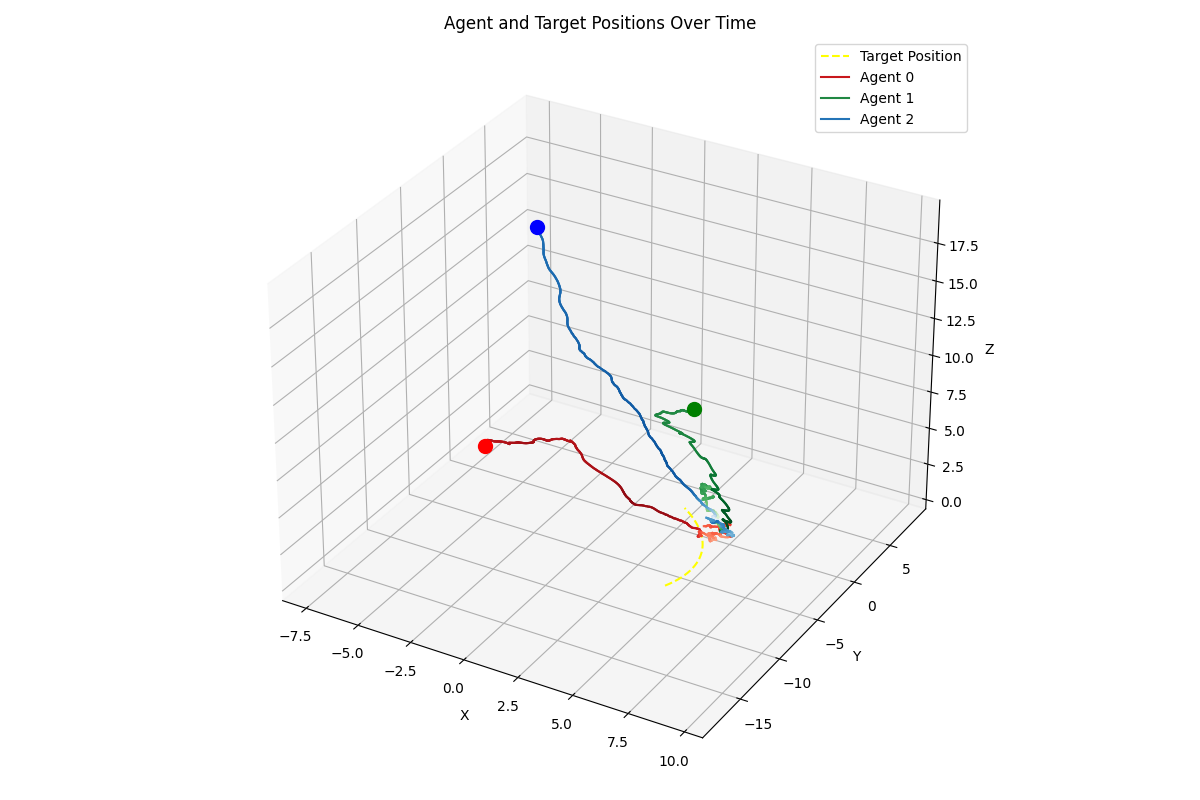 Agent and Target Positions Over Time
Target Position
Agent 0
Agent 1
Agent 2
17.5
15.0
12.5
10.0
7.5
5.0
2.5
0.0
Z
5
0
−5
−10
−15
Y
−7.5
−5.0
−2.5
0.0
2.5
5.0
7.5
10.0
X